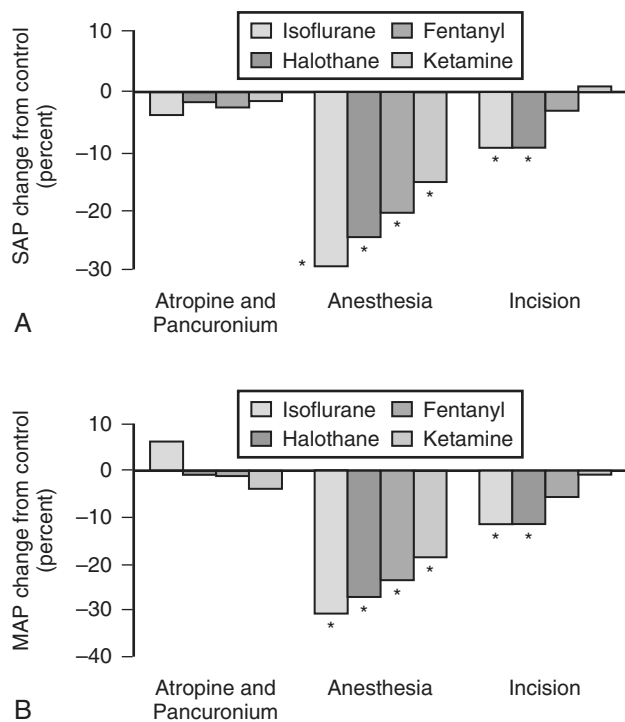 10
0
−10
−20
−30
SAP change from control
(percent)
Isoflurane
Fentanyl
Halothane
Ketamine
*
*
*
*
*
*
Atropine and
Pancuronium
Anesthesia
Incision
A
10
0
−10
−20
−30
−40
MAP change from control
(percent)
Isoflurane
Fentanyl
Halothane
Ketamine
*
*
*
*
*
*
Atropine and
Pancuronium
Anesthesia
Incision
B